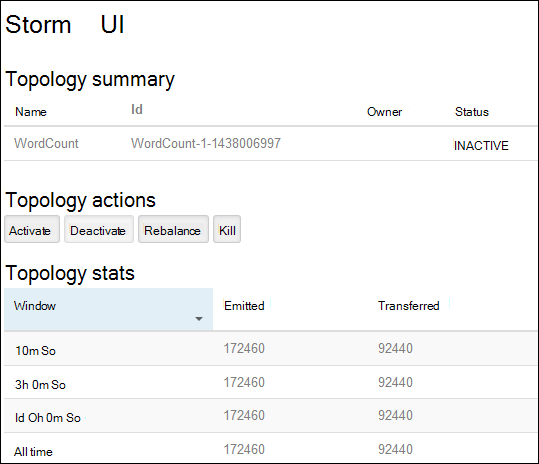 Storm UI
Topology summary
Name Id Owner Status
WordCount WordCount-1-1438006997 INACTIVE
Topology actions
Activate Deactivate Rebalance Kill
Topology stats
Window Emitted Transferred
10m So 172460 92440
3h 0m So 172460 92440
Id Oh 0m So 172460 92440
All time 172460 92440